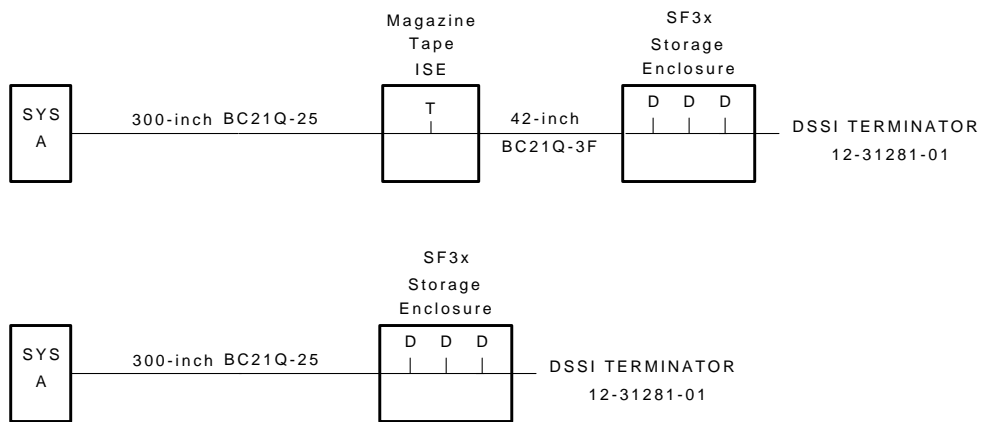 Magazine
Tape
ISE
SF3x
Storage
Enclosure
SYS
A
300-inch BC21Q-25
T
42-inch
BC21Q-3F
D D D
DSSI TERMINATOR
12-31281-01
SF3x
Storage
Enclosure
SYS
A
300-inch BC21Q-25
D D D
DSSI TERMINATOR
12-31281-01